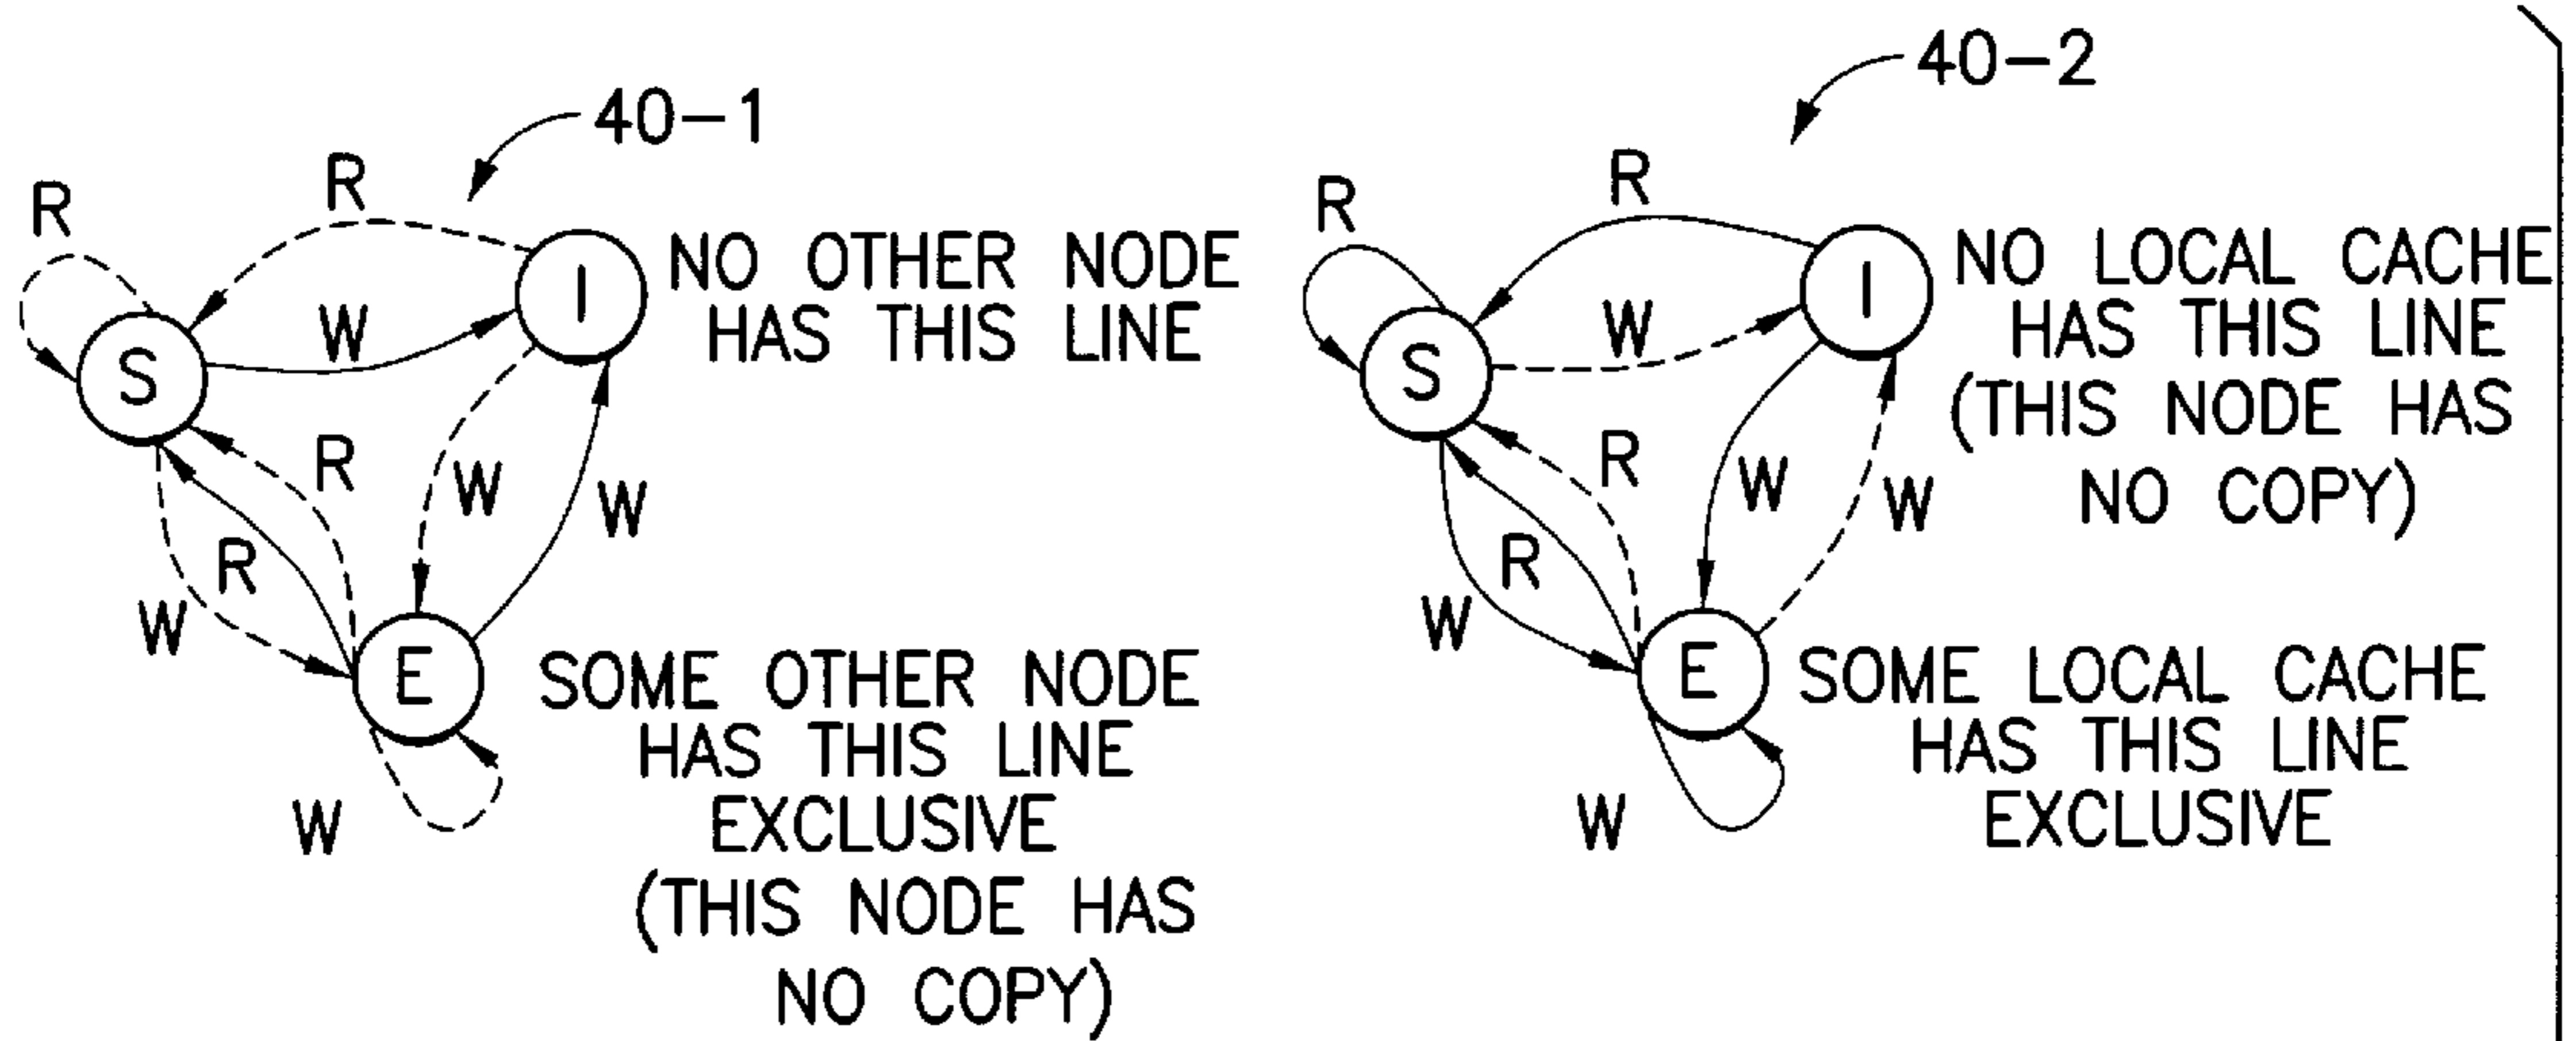 40-1
R
R
I
NO OTHER NODE
HAS THIS LINE
W
S
R
W
W
R
W
E
SOME OTHER NODE
HAS THIS LINE
EXCLUSIVE
(THIS NODE HAS
NO COPY)
W
40-2
R
R
I
NO LOCAL CACHE
HAS THIS LINE
(THIS NODE HAS
NO COPY)
W
S
R
W
W
R
W
E
SOME LOCAL CACHE
HAS THIS LINE
EXCLUSIVE
W